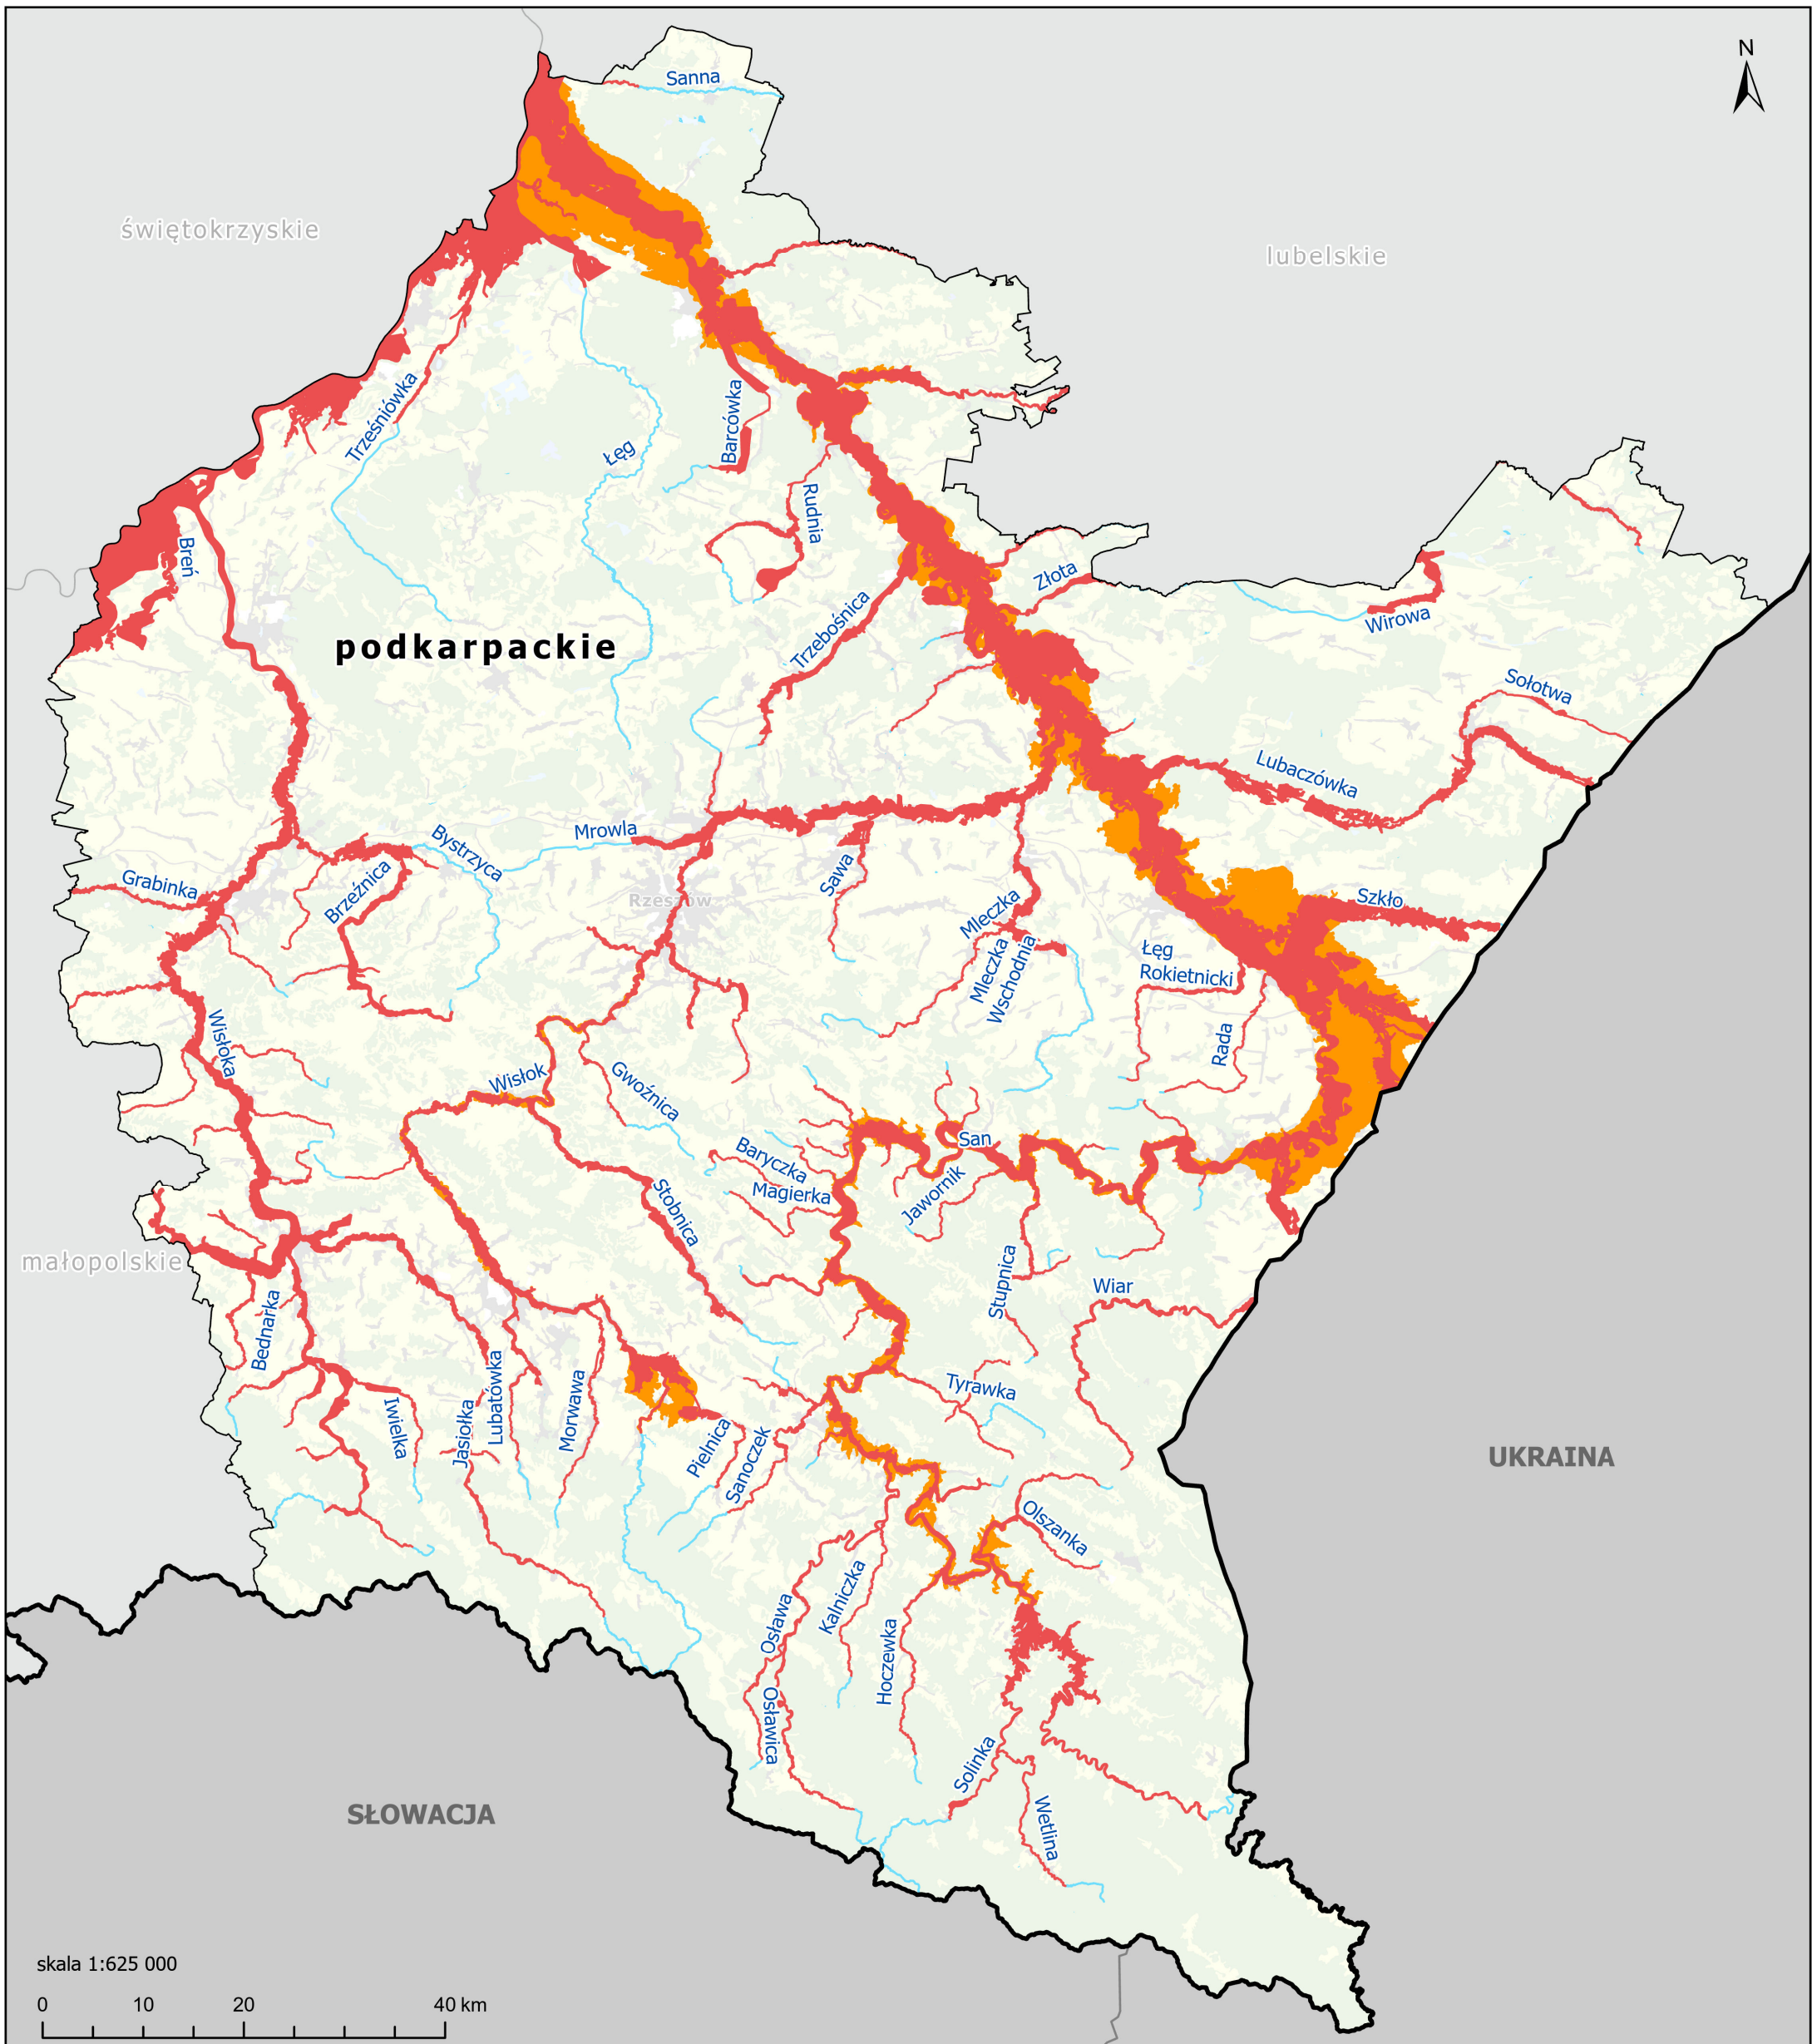 N
Sanna
świętokrzyskie
lubelskie
Trześniówka
Łęg
Barcówka
Rudnia
Breń
Złota
Trzebośnica
Wirowa
podkarpackie
Sołotwa
Lubaczówka
Mrowla
Bystrzyca
Grabinka
Brzeźnica
Sawa
Rzeszów
Mleczka
Szkło
Mleczka
Wschodnia
Łęg
Rokietnicki
Rada
Wisłoka
Wisłok
Gwoźnica
San
Baryczka
Magierka
Jawornik
Stobnica
małopolskie
Stupnica
Wiar
Bednarka
Iwielka
Jasiołka
Lubatówka
Morwawa
Tyrawka
Pielnica
Sanoczek
UKRAINA
Olszanka
Osława
Kalniczka
Hoczewka
Osławica
Solinka
Wetlina
SŁOWACJA
skala 1:625 000
0 10 20 40 km